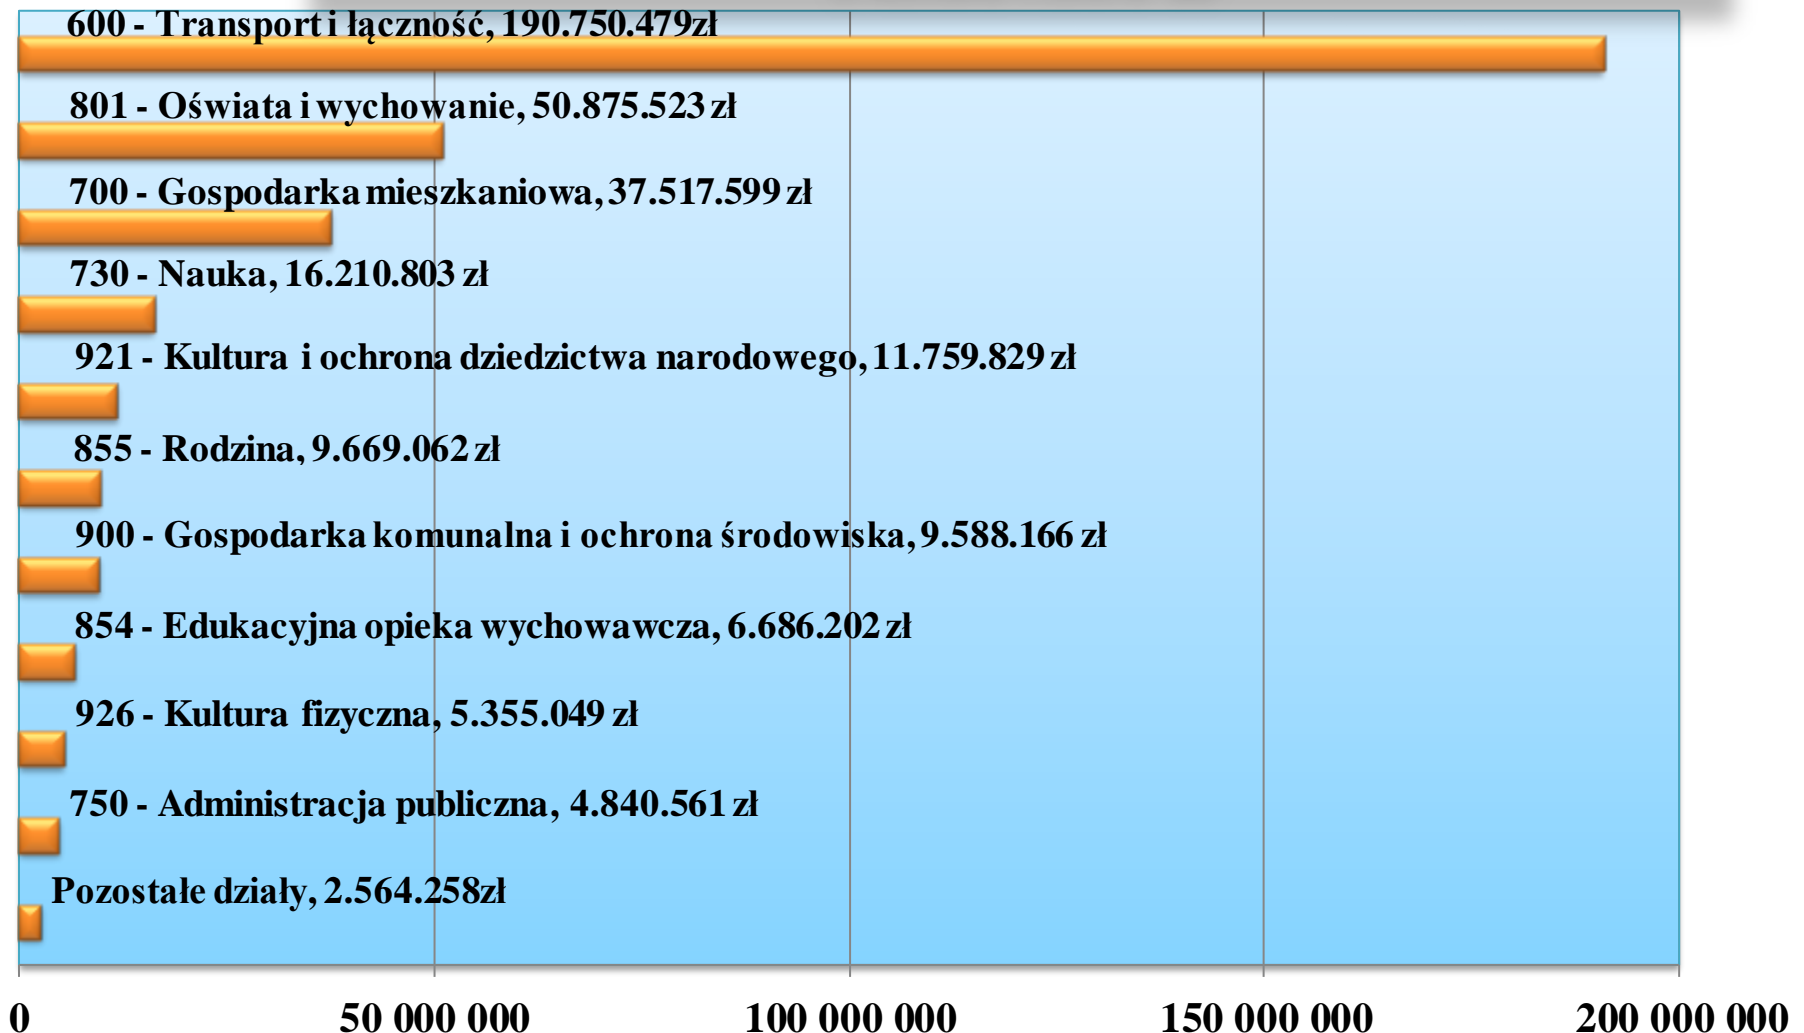 600 - Transport i łączność, 190.750.479zł
801 - Oświata i wychowanie, 50.875.523 zł
700 - Gospodarka mieszkaniowa, 37.517.599 zł
730 - Nauka, 16.210.803 zł
921 - Kultura i ochrona dziedzictwa narodowego, 11.759.829 zł
855 - Rodzina, 9.669.062 zł
900 - Gospodarka komunalna i ochrona środowiska, 9.588.166 zł
854 - Edukacyjna opieka wychowawcza, 6.686.202 zł
926 - Kultura fizyczna, 5.355.049 zł
750 - Administracja publiczna, 4.840.561 zł
Pozostałe działy, 2.564.258zł
0 50 000 000 100 000 000 150 000 000 200 000 000